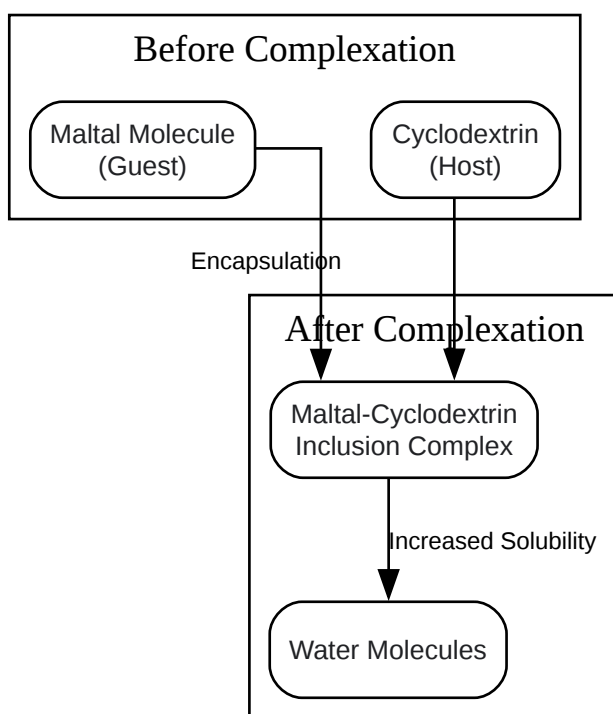 Before Complexation
Maltal Molecule
(Guest)
Cyclodextrin
(Host)
Encapsulation
After Complexation
Maltal-Cyclodextrin
Inclusion Complex
Increased Solubility
Water Molecules